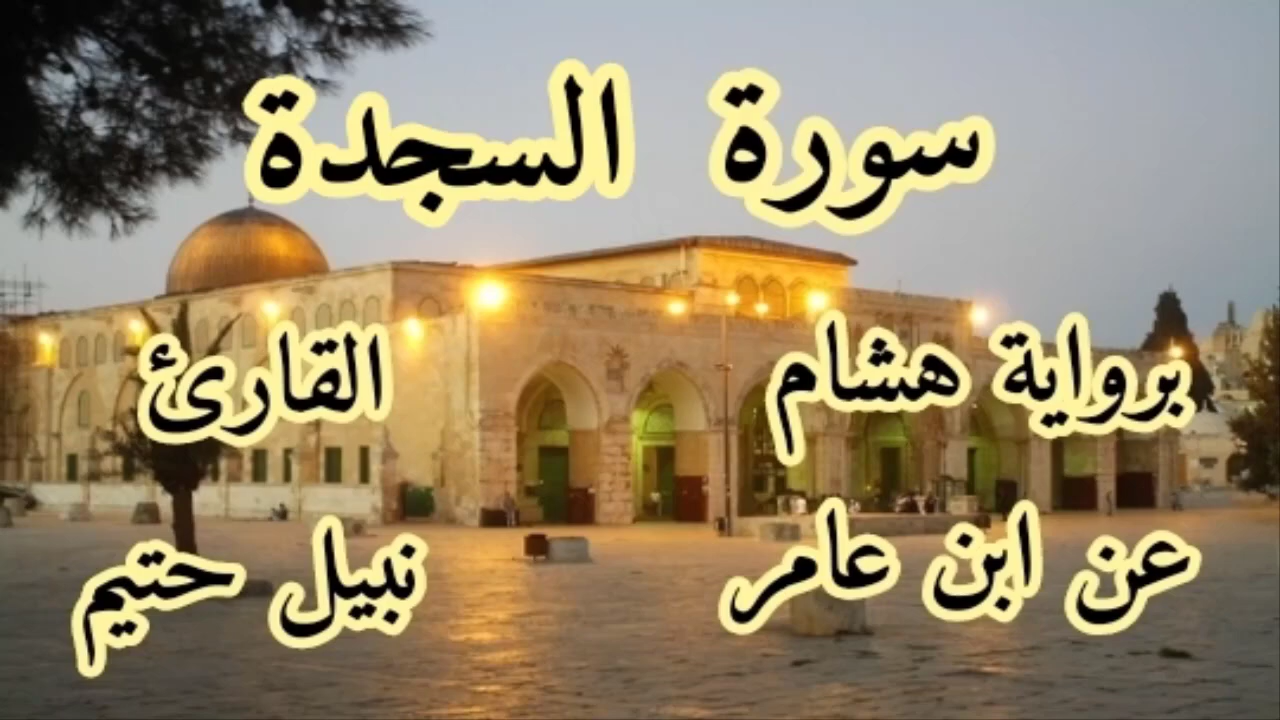 سورة السجدة
برواية هشام
عن ابن عامر
القارئ
نبيل حتيم